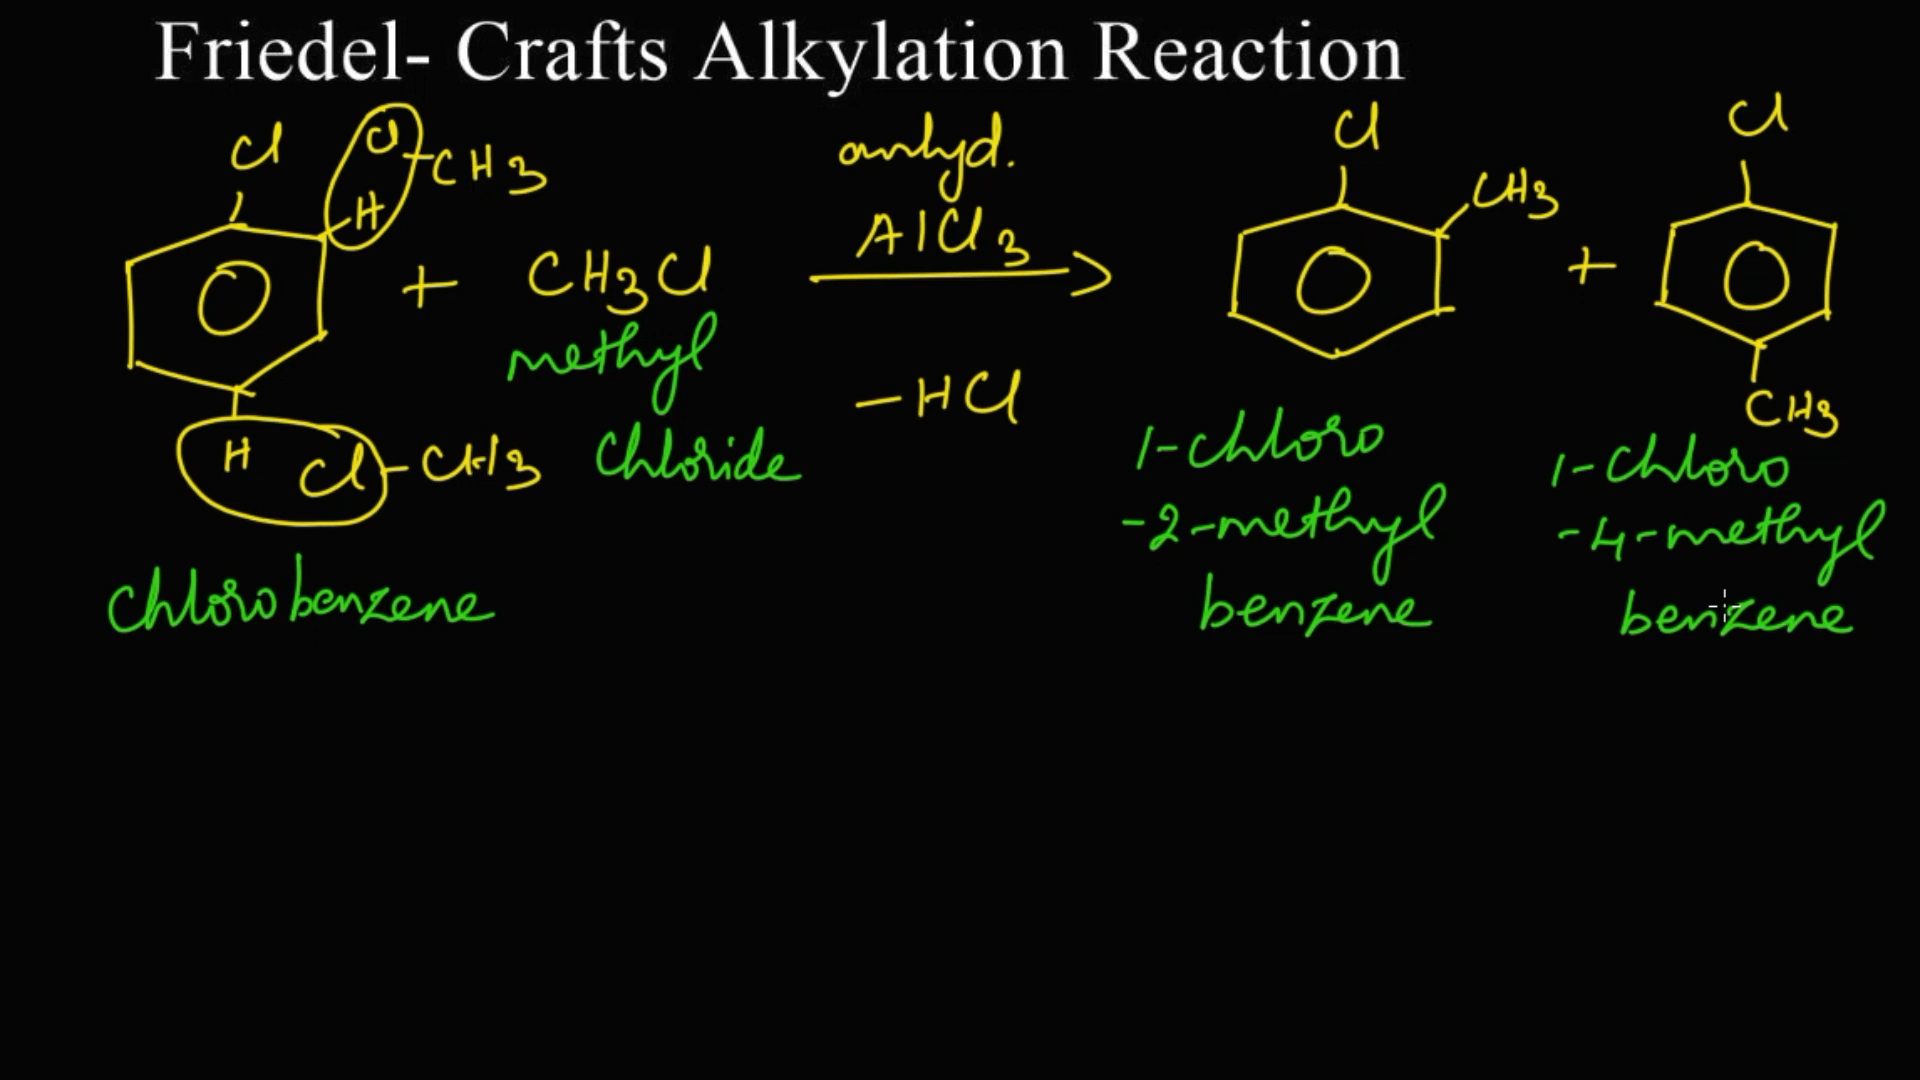 Friedel- Crafts Alkylation Reaction
Cl
Cl
-CH3
H
+
CH3Cl
methyl
chloride
H
Cl
-CH3
Chlorobenzene
anhyd.
AlCl3
-HCl
Cl
CH3
1-chloro
-2-methyl
benzene
+
Cl
CH3
1-chloro
-4-methyl
benzene